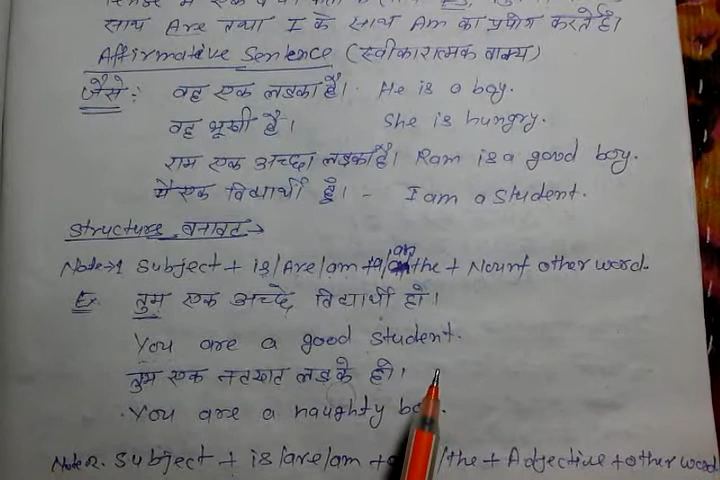 साथ Are तथा I के साथ Am का प्रयोग करते हैं।
Affirmative Sentence (स्वीकारात्मक वाक्य)
जैसे: वह एक लडका है। He is a boy.
वह भूखी है। She is hungry.
राम एक अच्छा लड़का है। Ram is a good boy.
मैं एक विद्यार्थी हूँ। - I am a student.
Structure बनावट→
Note→1 Subject + is/Are/am + a/an/the + Noun + other word.
Ex तुम एक अच्छे विद्यार्थी हो।
You are a good student.
तुम एक नटखट लड़के हो।
You are a naughty
Note→2. Subject + is/are/am + /the + Adjective + other word